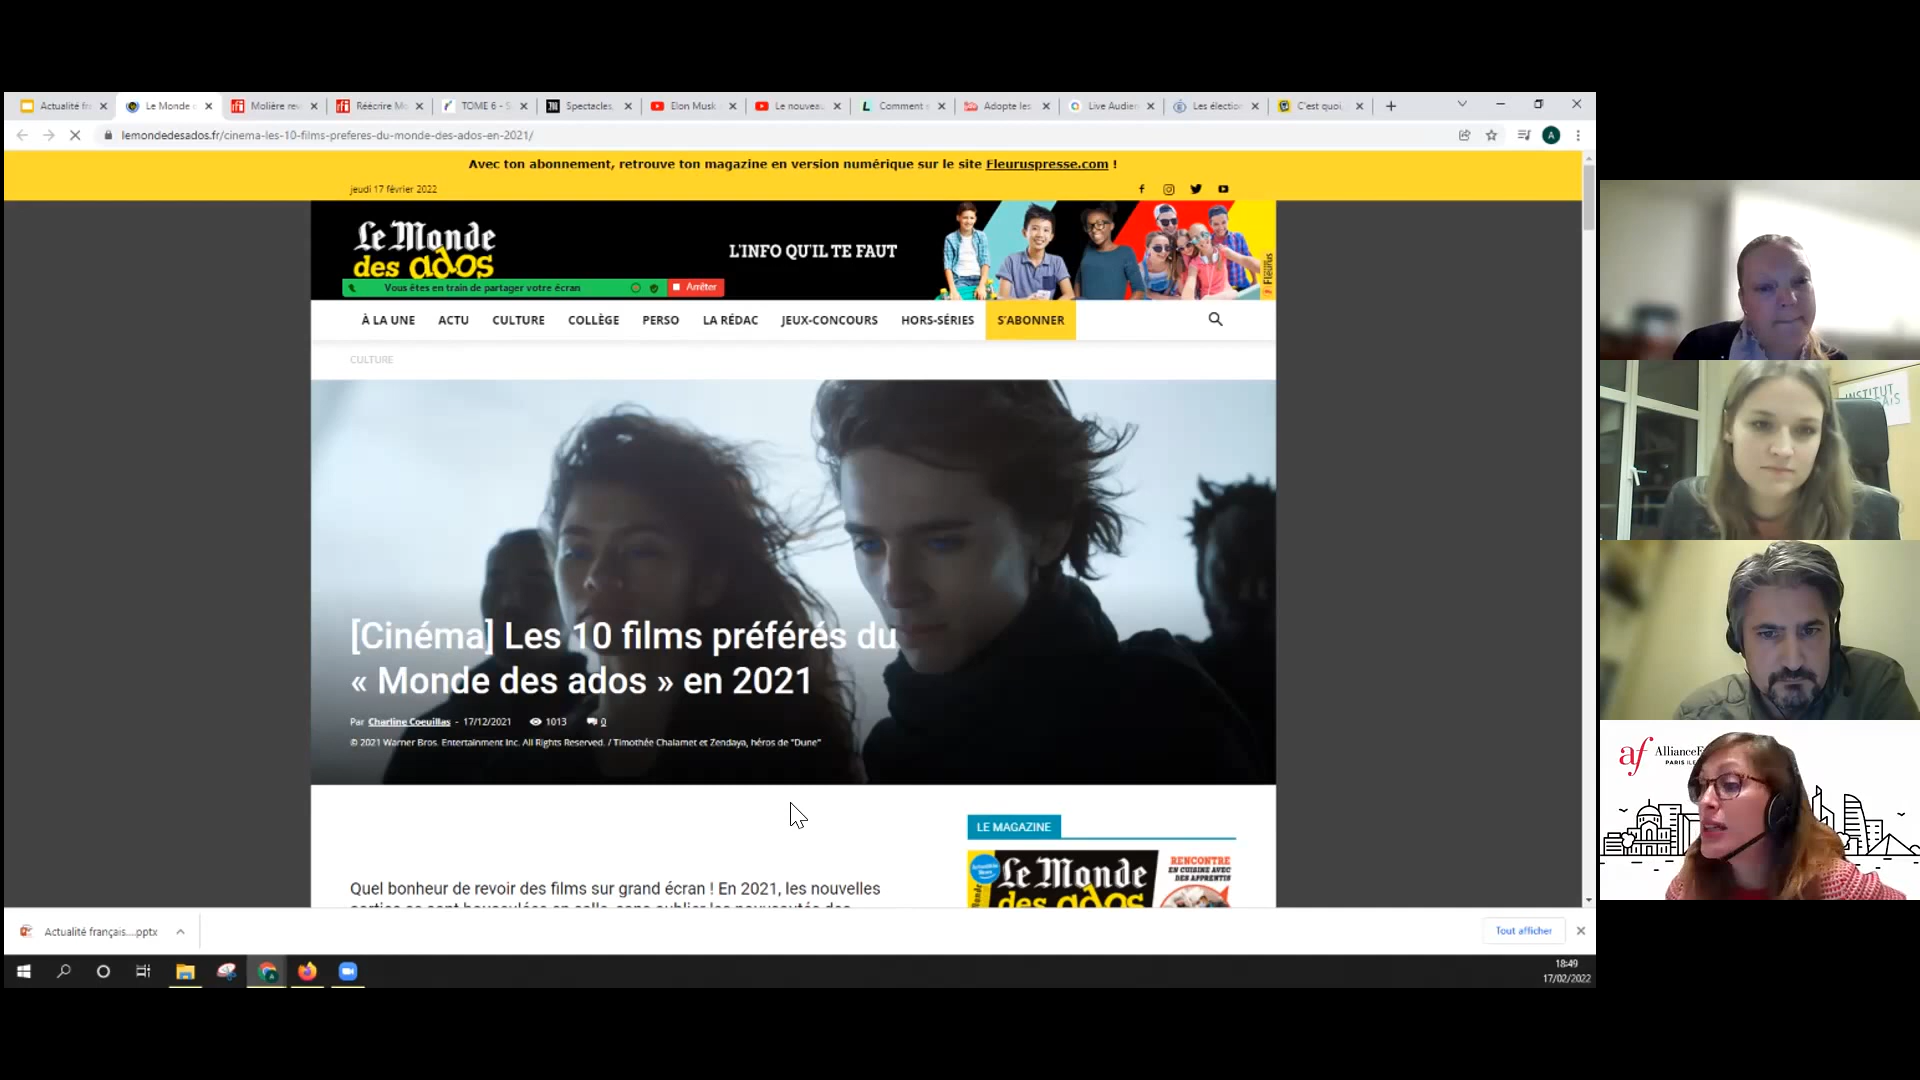 Actualité fr
Le Monde
Molière re
Réécrire Mo
TOME 6 - S
Spectacles,
Elon Musk
Le nouveau
Comment
Adopte les
Live Audien
Les élection
C'est quoi,
lemondedesados.fr/cinema-les-10-films-preferes-du-monde-des-ados-en-2021/
A
Avec ton abonnement, retrouve ton magazine en version numérique sur le site Fleuruspresse.com !
jeudi 17 février 2022
Le Monde
des ados
L'INFO QU'IL TE FAUT
Fleurus
Vous êtes en train de partager votre écran
Arrêter
À LA UNE ACTU CULTURE COLLÈGE PERSO LA RÉDAC JEUX-CONCOURS HORS-SÉRIES S'ABONNER
CULTURE
[Cinéma] Les 10 films préférés du
« Monde des ados » en 2021
Par Charline Coeuillas - 17/12/2021 1013 0
© 2021 Warner Bros. Entertainment Inc. All Rights Reserved. / Timothée Chalamet et Zendaya, héros de "Dune"
LE MAGAZINE
Le Monde
des ados
RENCONTRE
EN CUISINE AVEC
DES APPRENTIS
Quel bonheur de revoir des films sur grand écran ! En 2021, les nouvelles
Actualité français....pptx
Tout afficher
18:49
17/02/2022
INSTITUT
af
Alliance
PARIS